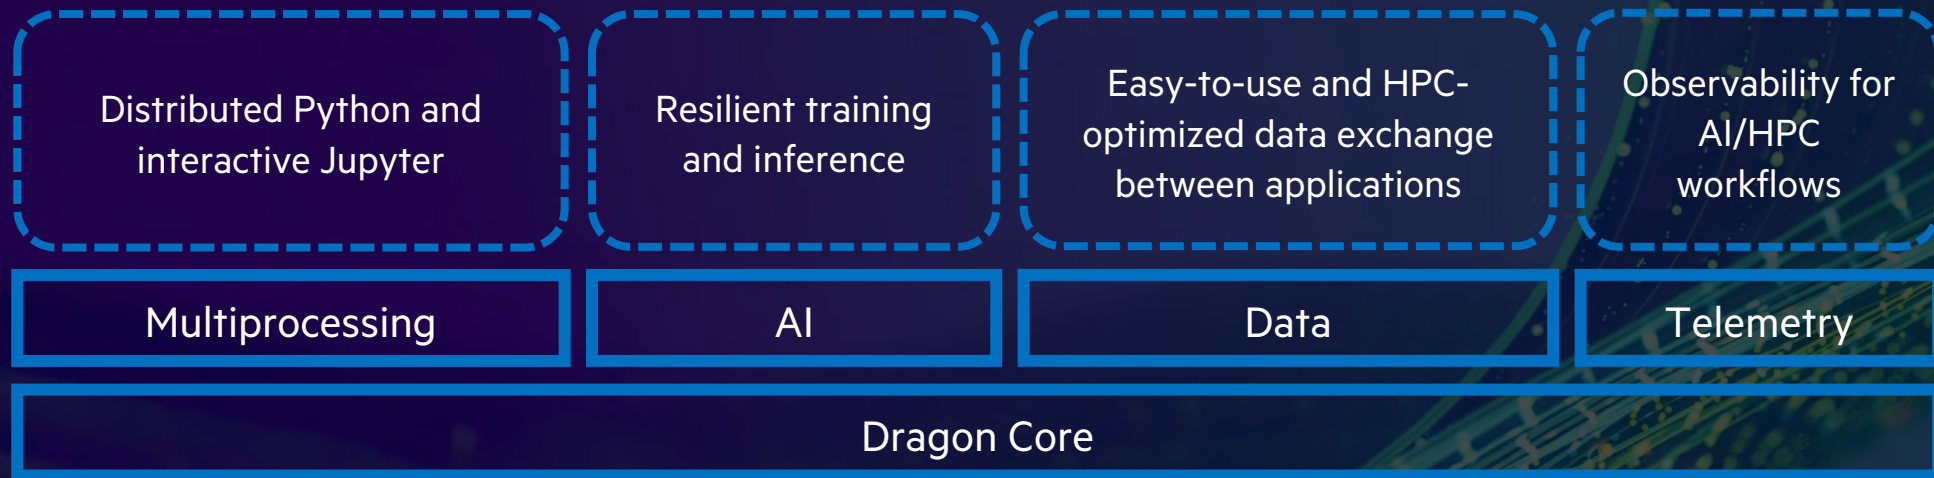 Distributed Python and
interactive Jupyter
Resilient training
and inference
Easy-to-use and HPC-
optimized data exchange
between applications
Observability for
AI/HPC
workflows
Multiprocessing
AI
Data
Telemetry
Dragon Core